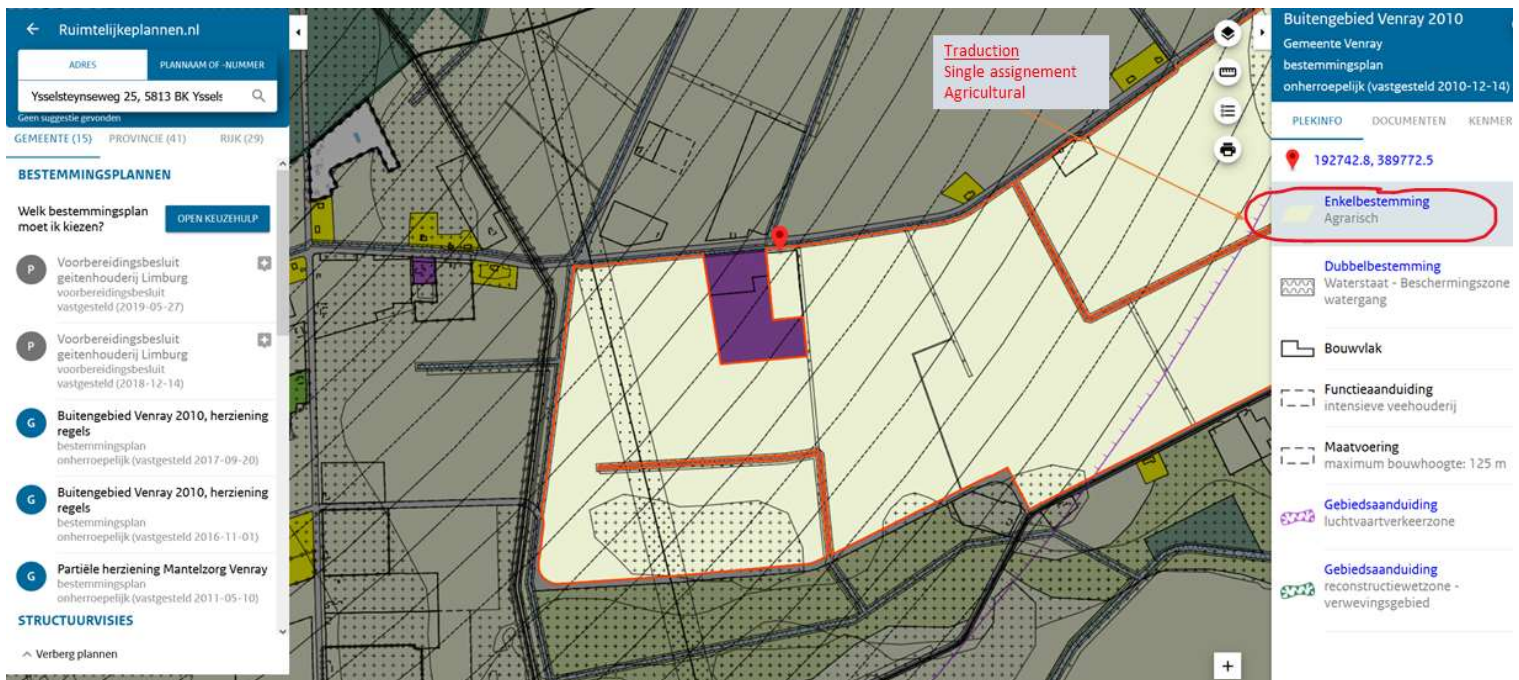 Ruimtelijkeplannen.nl
ADRES
PLANNAAM OF -NUMMER
Ysselsteynseweg 25, 5813 BK Yssels
Geen suggestie gevonden
GEMEENTE (15) PROVINCIE (41) RIJK (29)
BESTEMMINGSPLANNEN
Welk bestemmingsplan
moet ik kiezen?
OPEN KEUZEHULP
P
Voorbereidingsbesluit
geitenhouderij Limburg
voorbereidingsbesluit
vastgesteld (2019-05-27)
P
Voorbereidingsbesluit
geitenhouderij Limburg
voorbereidingsbesluit
vastgesteld (2018-12-14)
G
Buitengebied Venray 2010, herziening
regels
bestemmingsplan
onherroepelijk (vastgesteld 2017-09-20)
G
Buitengebied Venray 2010, herziening
regels
bestemmingsplan
onherroepelijk (vastgesteld 2016-11-01)
G
Partiële herziening Mantelzorg Venray
bestemmingsplan
onherroepelijk (vastgesteld 2011-05-10)
STRUCTUURVISIES
Verberg plannen
Traduction
Single assignement
Agricultural
Buitengebied Venray 2010
Gemeente Venray
bestemmingsplan
onherroepelijk (vastgesteld 2010-12-14)
PLEKINFO DOCUMENTEN KENMER
192742.8, 389772.5
Enkelbestemming
Agrarisch
Dubbelbestemming
Waterstaat - Beschermingszone
watergang
Bouwvlak
Functieaanduiding
intensieve veehouderij
Maatvoering
maximum bouwhoogte: 125 m
Gebiedsaanduiding
luchtvaartverkeerzone
Gebiedsaanduiding
reconstructiewetzone -
verwevingsgebied